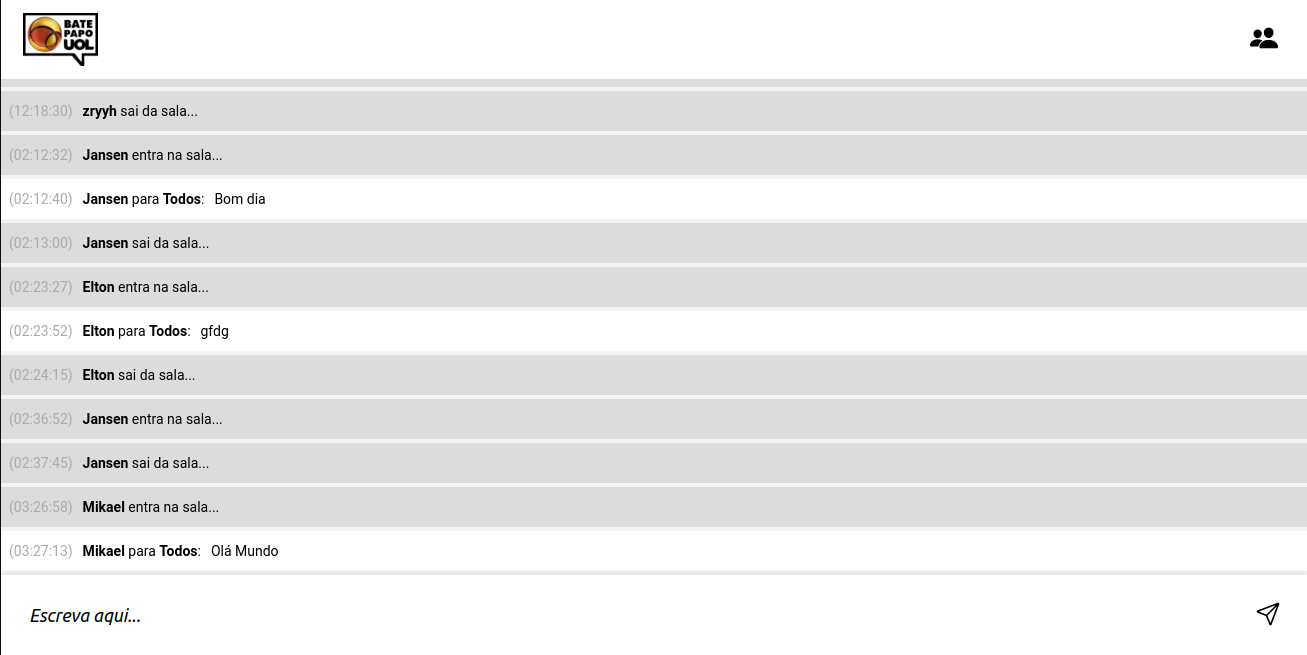 BATE
PAPO
UOL
(12:18:30) zryyh sai da sala...
(02:12:32) Jansen entra na sala...
(02:12:40) Jansen para Todos: Bom dia
(02:13:00) Jansen sai da sala...
(02:23:27) Elton entra na sala...
(02:23:52) Elton para Todos: gfdg
(02:24:15) Elton sai da sala...
(02:36:52) Jansen entra na sala...
(02:37:45) Jansen sai da sala...
(03:26:58) Mikael entra na sala...
(03:27:13) Mikael para Todos: Olá Mundo
Escreva aqui...